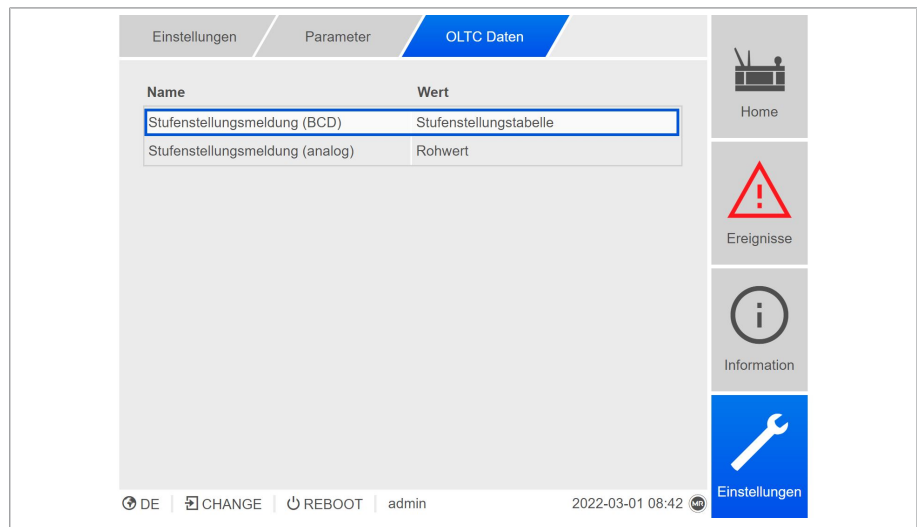 Einstellungen Parameter OLTC Daten
Name Wert
Stufenstellungsmeldung (BCD) Stufenstellungstabelle
Stufenstellungsmeldung (analog) Rohwert
Home
Ereignisse
Information
Einstellungen
DE CHANGE REBOOT admin 2022-03-01 08:42 MR